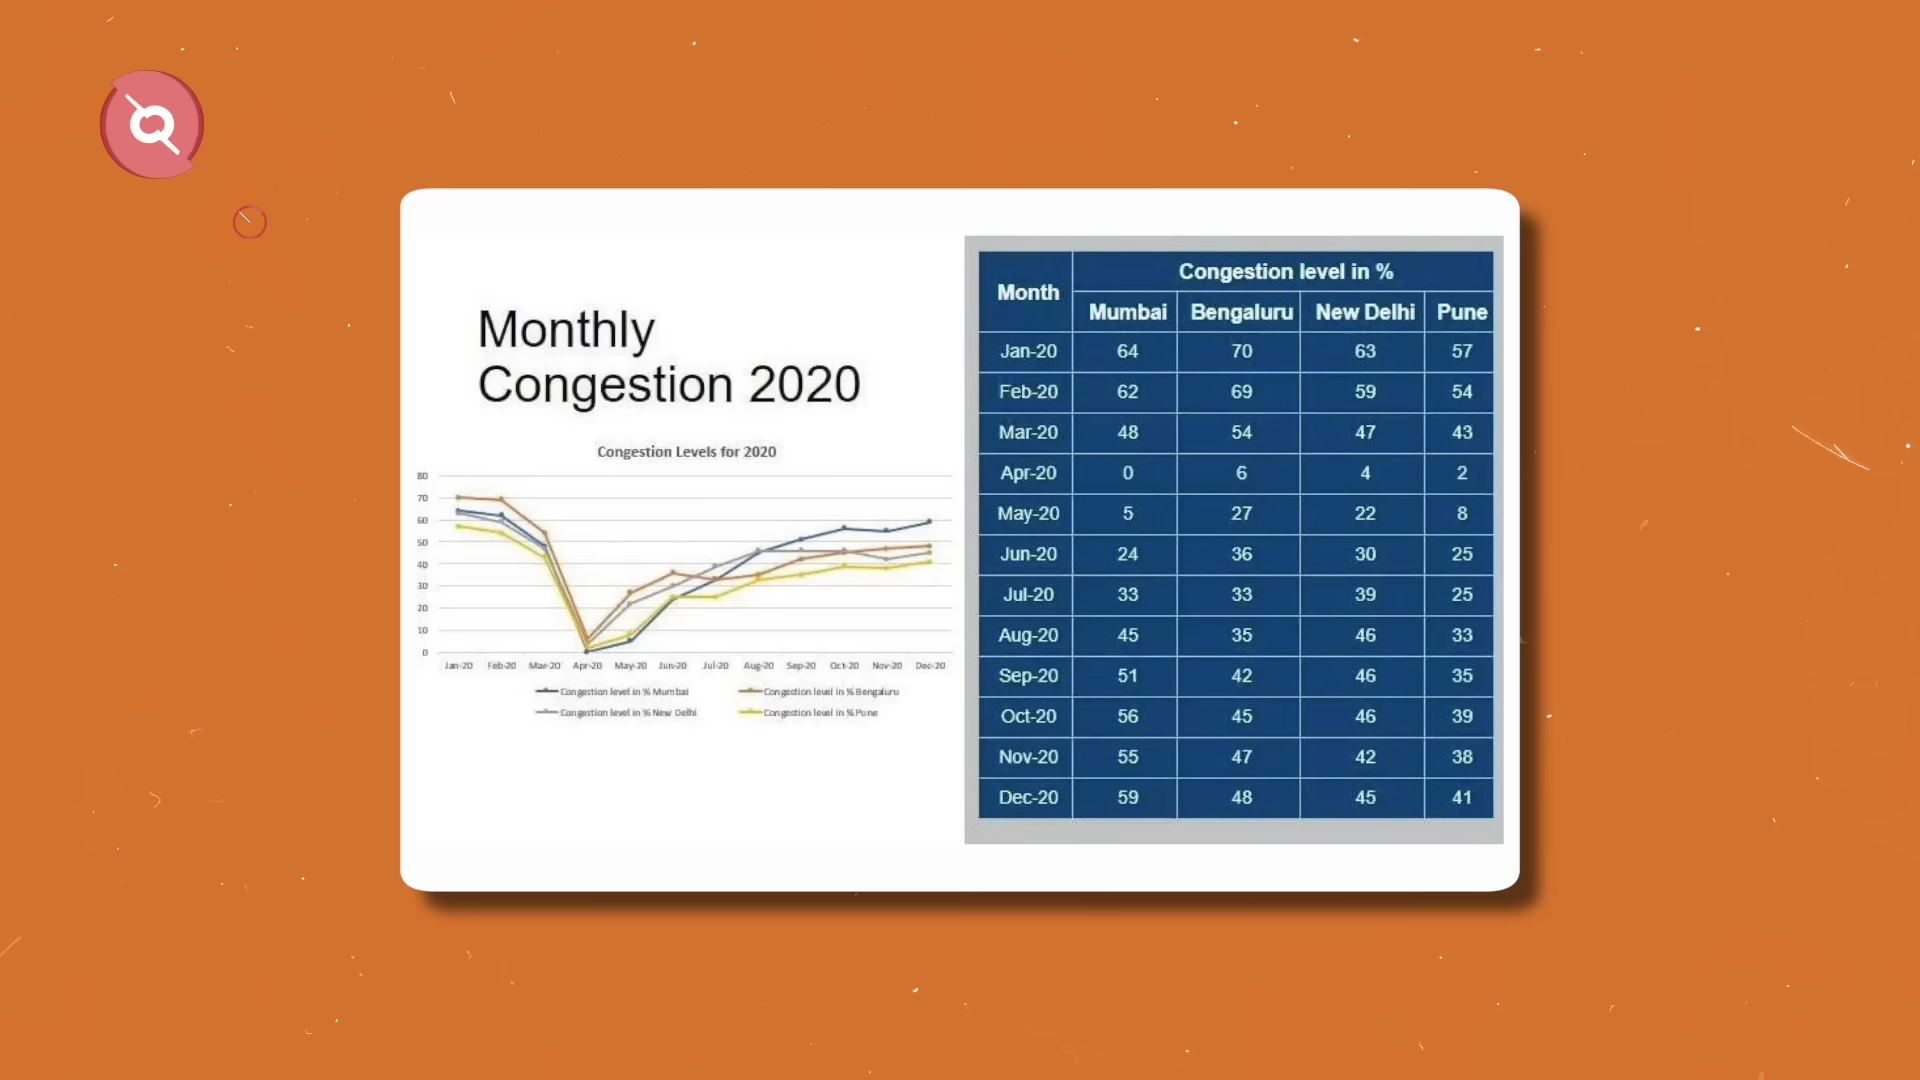 Monthly
Congestion 2020
Congestion Levels for 2020
80
70
60
50
40
30
20
10
0
Jan-20 Feb-20 Mar-20 Apr-20 May-20 Jun-20 Jul-20 Aug-20 Sep-20 Oct-20 Nov-20 Dec-20
Congestion level in % Mumbai Congestion level in % Bengaluru
Congestion level in % New Delhi Congestion level in % Pune
Month Congestion level in %
Mumbai Bengaluru New Delhi Pune
Jan-20 64 70 63 57
Feb-20 62 69 59 54
Mar-20 48 54 47 43
Apr-20 0 6 4 2
May-20 5 27 22 8
Jun-20 24 36 30 25
Jul-20 33 33 39 25
Aug-20 45 35 46 33
Sep-20 51 42 46 35
Oct-20 56 45 46 39
Nov-20 55 47 42 38
Dec-20 59 48 45 41